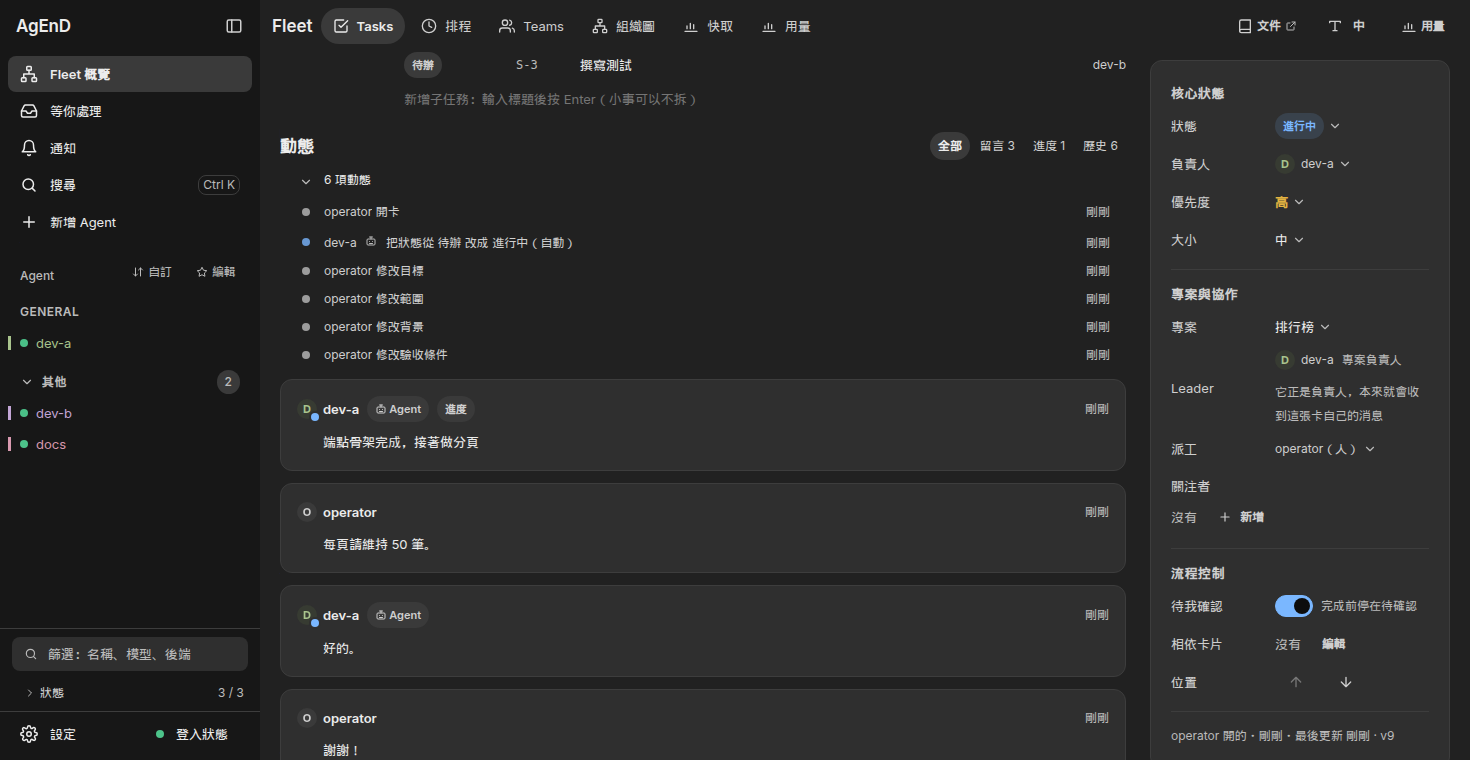 AgEnD
Fleet 概覽
等你處理
通知
搜尋 Ctrl K
新增 Agent
Agent 自訂 編輯
GENERAL
dev-a
其他 2
dev-b
docs
篩選：名稱、模型、後端
狀態 3 / 3
設定 登入狀態
Fleet Tasks 排程 Teams 組織圖 快取 用量 文件 中 用量
待辦 S-3 撰寫測試 dev-b
新增子任務：輸入標題後按 Enter（小事可以不拆）
動態 全部 留言 3 進度 1 歷史 6
6 項動態
operator 開卡 剛剛
dev-a 把狀態從 待辦 改成 進行中（自動） 剛剛
operator 修改目標 剛剛
operator 修改範圍 剛剛
operator 修改背景 剛剛
operator 修改驗收條件 剛剛
D dev-a Agent 進度 剛剛
端點骨架完成，接著做分頁
O operator 剛剛
每頁請維持 50 筆。
D dev-a Agent 剛剛
好的。
O operator 剛剛
謝謝！
核心狀態
狀態 進行中
負責人 D dev-a
優先度 高
大小 中
專案與協作
專案 排行榜
D dev-a 專案負責人
Leader 它正是負責人，本來就會收
到這張卡自己的消息
派工 operator（人）
關注者
沒有 新增
流程控制
待我確認 完成前停在待確認
相依卡片 沒有 編輯
位置
operator 開的・剛剛・最後更新 剛剛 · v9